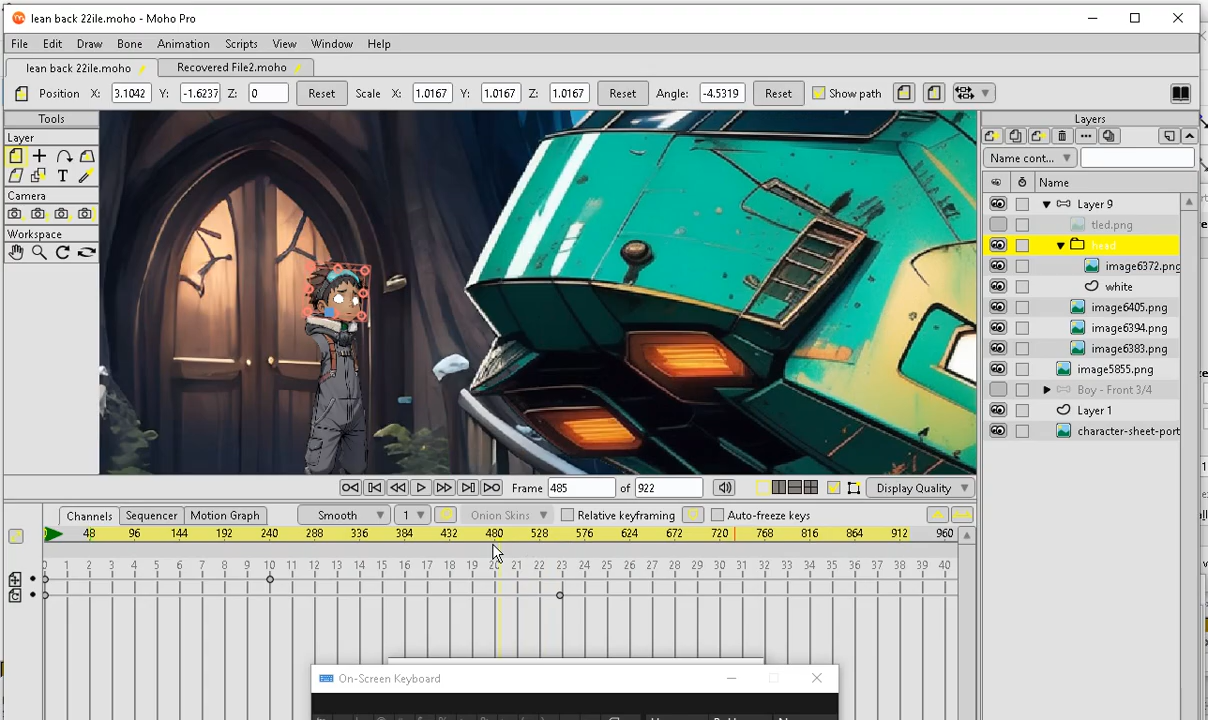 lean back 22ile.moho - Moho Pro
File Edit Draw Bone Animation Scripts View Window Help
lean back 22ile.moho Recovered File2.moho
Position X: 3.1042 Y: -1.6237 Z: 0 Reset Scale X: 1.0167 Y: 1.0167 Z: 1.0167 Reset Angle: -4.5319 Reset Show path
Tools
Layer
Camera
Workspace
Layers
Name cont...
Name
Layer 9
tled.png
head
image6372.png
white
image6405.png
image6394.png
image6383.png
image5855.png
Boy - Front 3/4
Layer 1
character-sheet-port
Frame 485 of 922 Display Quality
Channels Sequencer Motion Graph Smooth 1 Onion Skins Relative keyframing Auto-freeze keys
48 96 144 192 240 288 336 384 432 480 528 576 624 672 720 768 816 864 912 960
0 1 2 3 4 5 6 7 8 9 10 11 12 13 14 15 16 17 18 19 20 21 22 23 24 25 26 27 28 29 30 31 32 33 34 35 36 37 38 39 40
On-Screen Keyboard